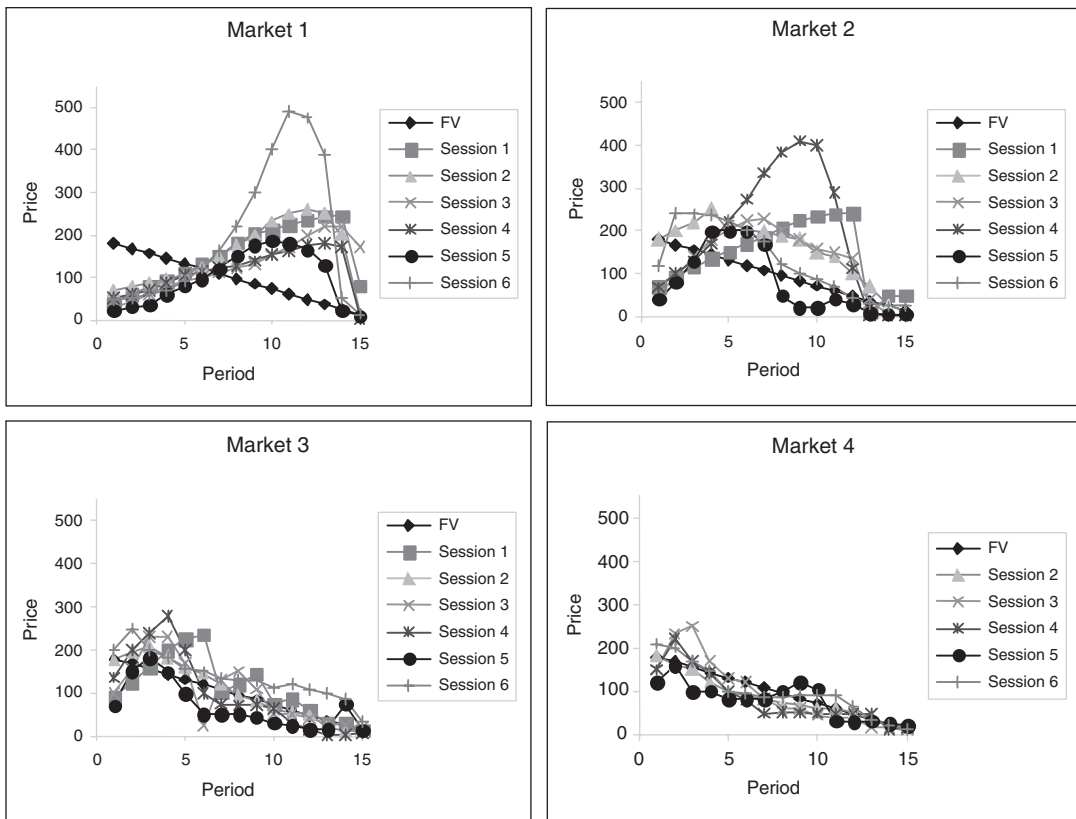 Market 1
500
400
300
200
100
0
0 5 10 15
Price
Period
FV
Session 1
Session 2
Session 3
Session 4
Session 5
Session 6
Market 2
500
400
300
200
100
0
0 5 10 15
Price
Period
FV
Session 1
Session 2
Session 3
Session 4
Session 5
Session 6
Market 3
500
400
300
200
100
0
0 5 10 15
Price
Period
FV
Session 1
Session 2
Session 3
Session 4
Session 5
Session 6
Market 4
500
400
300
200
100
0
0 5 10 15
Price
Period
FV
Session 2
Session 3
Session 4
Session 5
Session 6